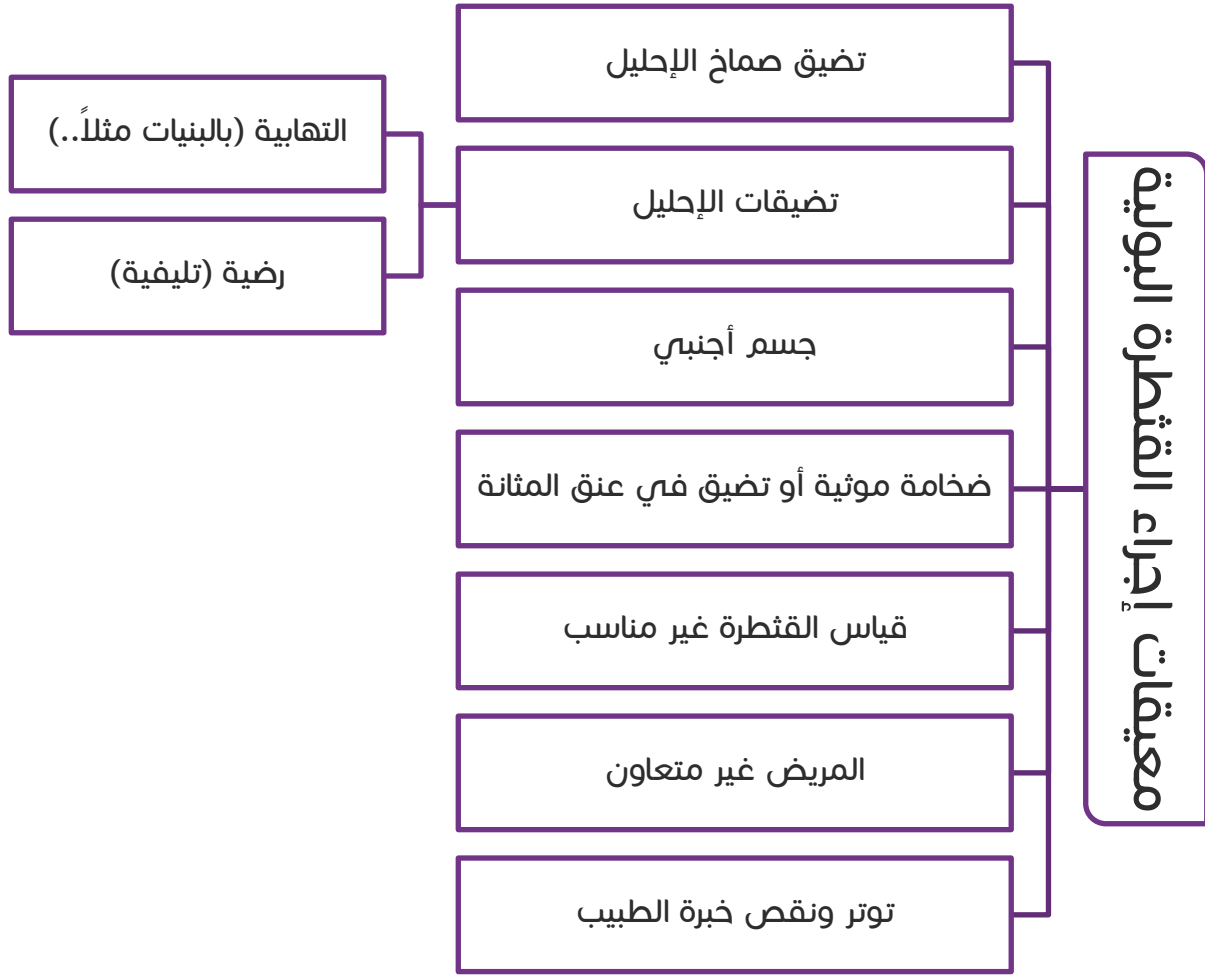 معيقات إجراء القثطرة البولية
تضيق صماخ الإحليل
تضيقات الإحليل
التهابية (بالبنيات مثلاً..)
رضية (تليفية)
جسم أجنبي
ضخامة موثية أو تضيق في عنق المثانة
قياس القثطرة غير مناسب
المريض غير متعاون
توتر ونقص خبرة الطبيب